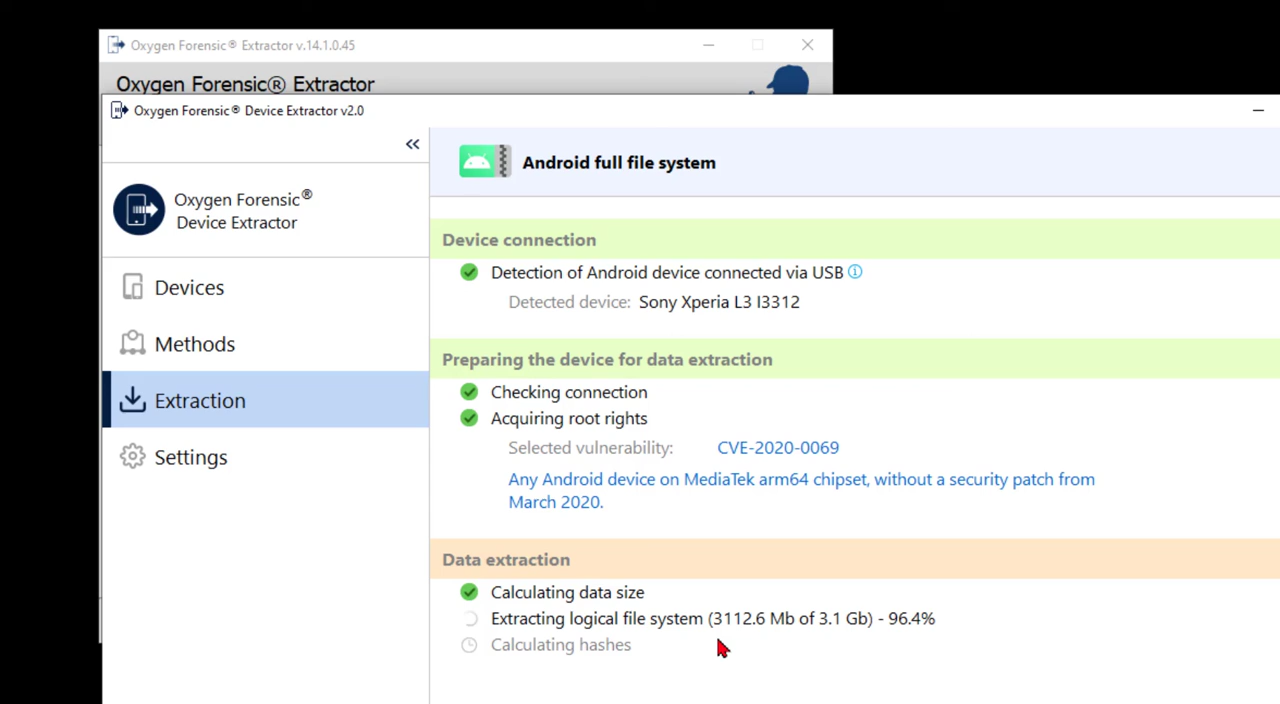 Oxygen Forensic® Extractor v.14.1.0.45
Oxygen Forensic® Extractor
Oxygen Forensic® Device Extractor v2.0
«
Android full file system
Oxygen Forensic®
Device Extractor
Devices
Methods
Extraction
Settings
Device connection
Detection of Android device connected via USB
Detected device: Sony Xperia L3 I3312
Preparing the device for data extraction
Checking connection
Acquiring root rights
Selected vulnerability: CVE-2020-0069
Any Android device on MediaTek arm64 chipset, without a security patch from
March 2020.
Data extraction
Calculating data size
Extracting logical file system (3112.6 Mb of 3.1 Gb) - 96.4%
Calculating hashes